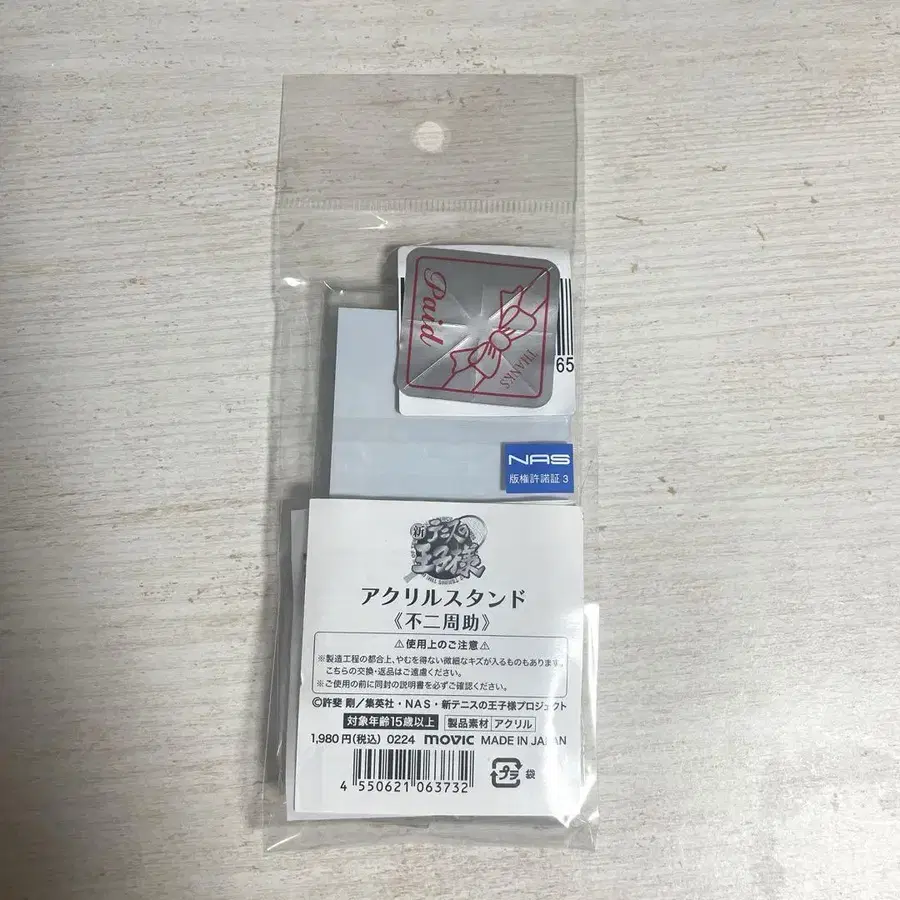 Paid
THANKS
65
NAS
版権許諾証 3
新テニスの
王子様
アクリルスタンド
《不二周助》
⚠使用上のご注意⚠
※製造工程の都合上、やむを得ない微細なキズが入るものもあります。
こちらの交換・返品はご遠慮ください。
※ご使用の前に同封の説明書を必ずご確認ください。
©許斐 剛／集英社・NAS・新テニスの王子様プロジェクト
対象年齢15歳以上 製品素材 アクリル
1,980円(税込) 0224 movic MADE IN JAPAN
4 550621 063732
プラ 袋